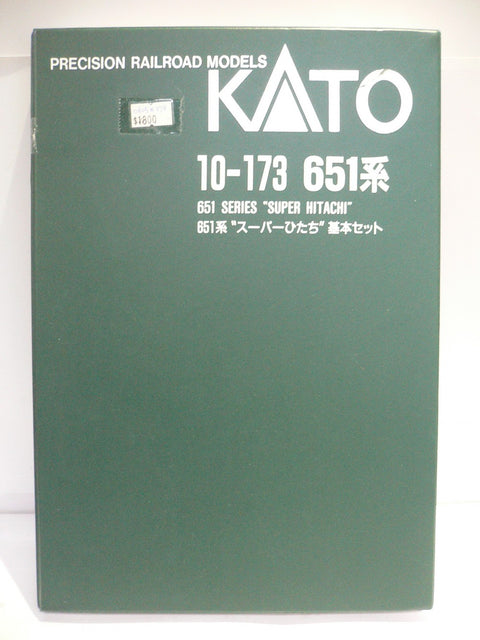 PRECISION RAILROAD MODELS
KATO
$1800
10-173 651系
651 SERIES "SUPER HITACHI"
651系"スーパーひたち"基本セット